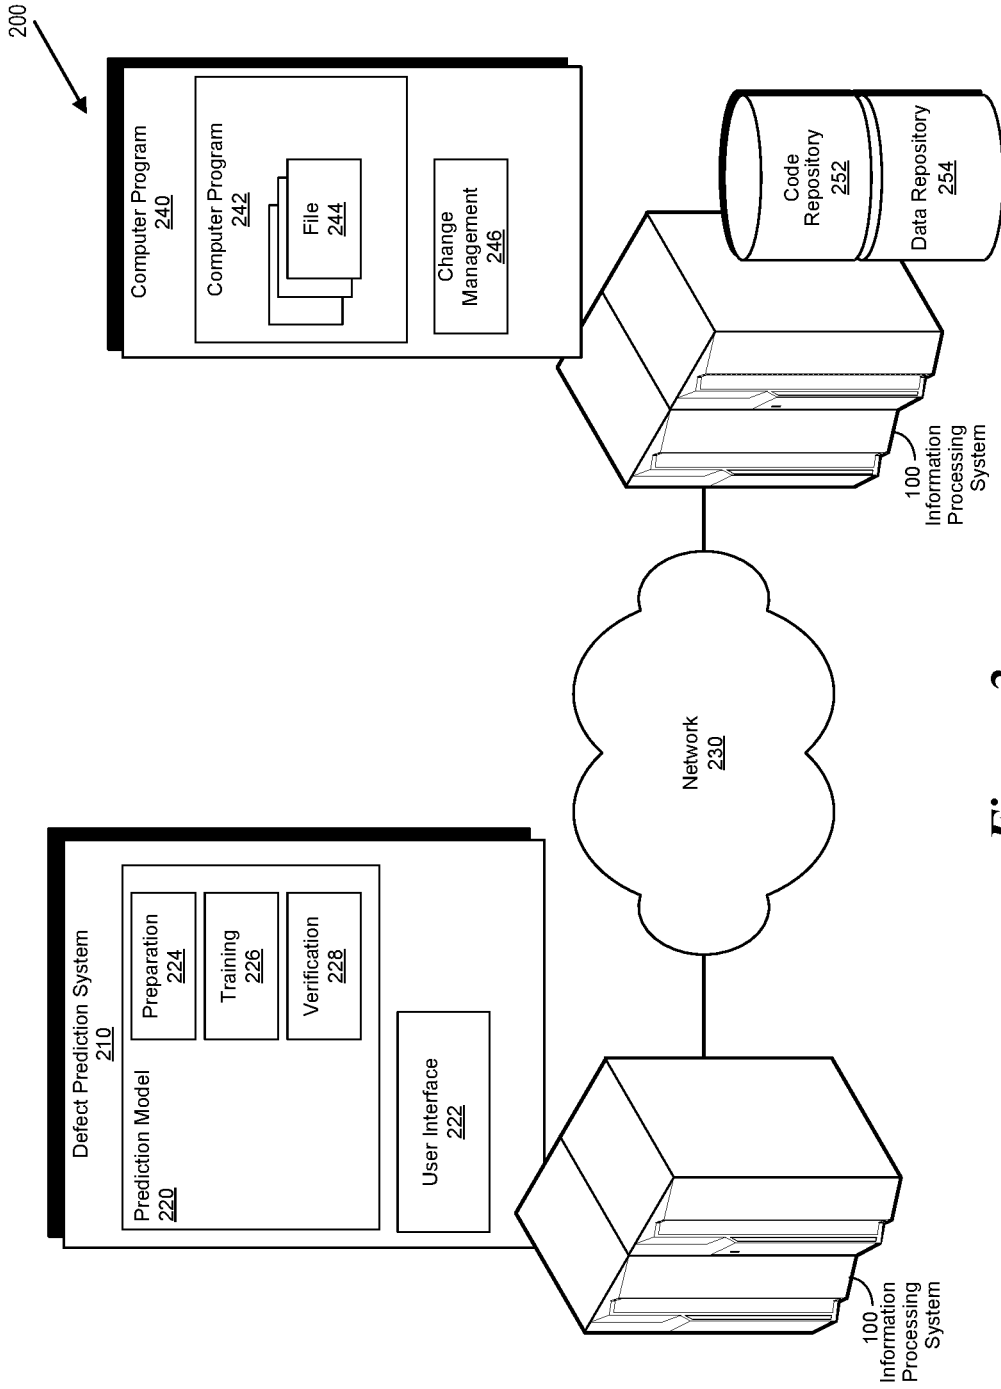 200
Defect Prediction System
210
Prediction Model
220
Preparation
224
Training
226
Verification
228
User Interface
222
100
Information
Processing
System
Network
230
Computer Program
240
Computer Program
242
File
244
Change
Management
246
100
Information
Processing
System
Code
Repository
252
Data Repository
254